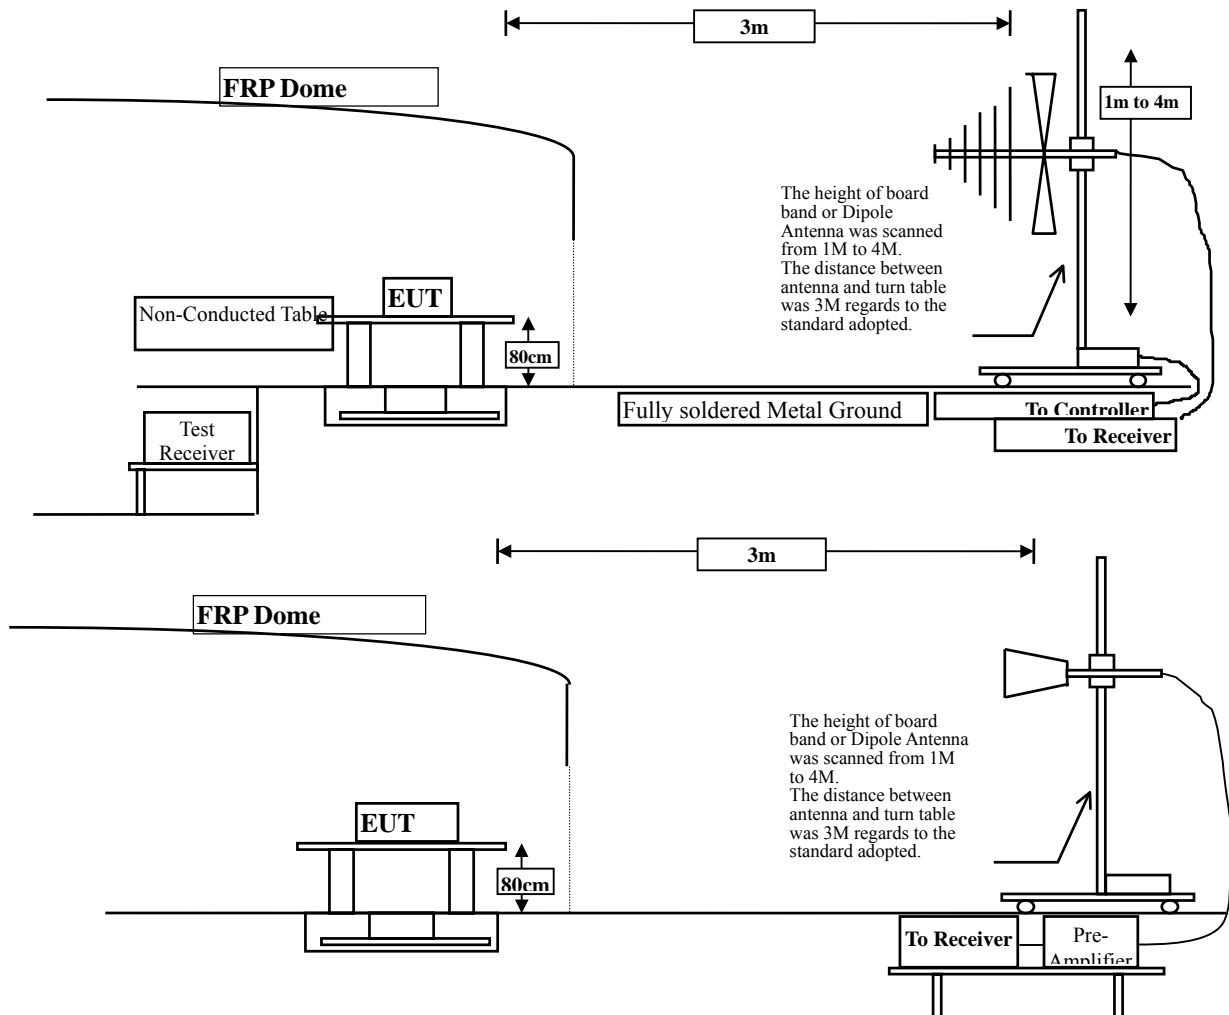 3m
FRP Dome
1m to 4m
The height of board
band or Dipole
Antenna was scanned
from 1M to 4M.
The distance between
antenna and turn table
was 3M regards to the
standard adopted.
EUT
Non-Conducted Table
80cm
Fully soldered Metal Ground
To Controller
Test
Receiver
To Receiver
3m
FRP Dome
The height of board
band or Dipole Antenna
was scanned from 1M
to 4M.
The distance between
antenna and turn table
was 3M regards to the
standard adopted.
EUT
80cm
To Receiver
Pre-
Amplifier